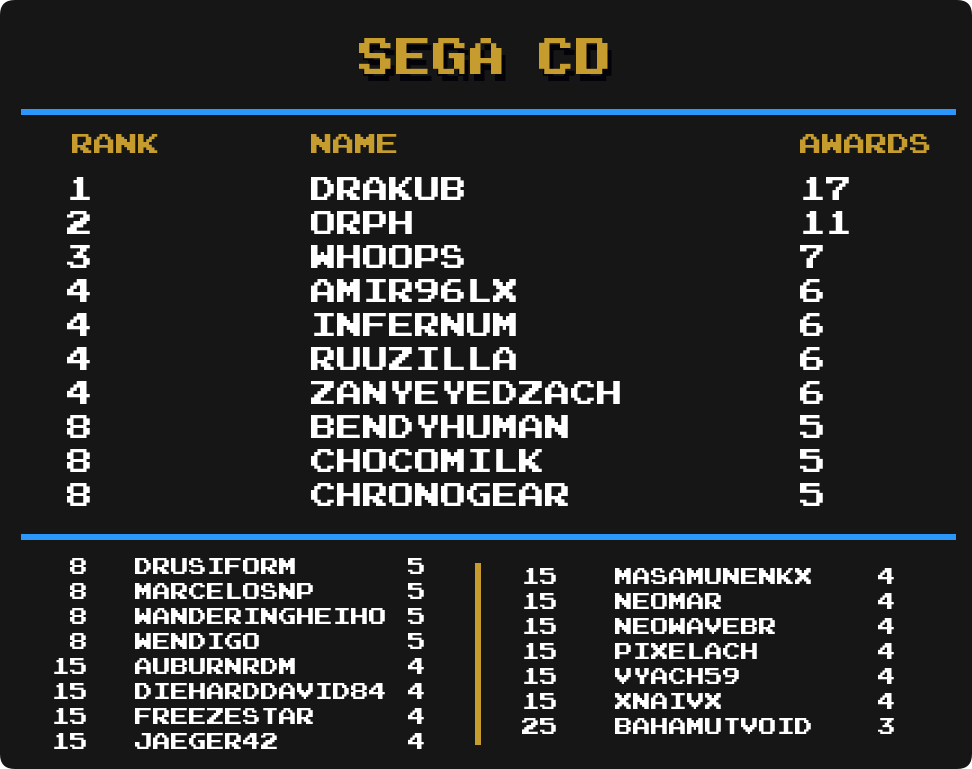 SEGA CD
RANK NAME AWARDS
1 DRAKUB 17
2 ORPH 11
3 WHOOPS 7
4 AMIR96LX 6
4 INFERNUM 6
4 RUUZILLA 6
4 ZANYEYEDZACH 6
8 BENDYHUMAN 5
8 CHOCOMILK 5
8 CHRONOGEAR 5
8 DRUSIFORM 5
8 MARCELOSNP 5
8 WANDERINGHEIHO 5
8 WENDIGO 5
15 AUBURNRDM 4
15 DIEHARDDAVID84 4
15 FREEZESTAR 4
15 JAEGER42 4
15 MASAMUNENKX 4
15 NEOMAR 4
15 NEOWAVEBR 4
15 PIXELACH 4
15 VYACH59 4
15 XNAIVX 4
25 BAHAMUTVOID 3